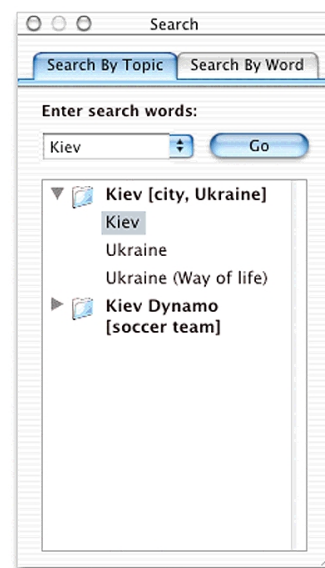 Search
Search By Topic Search By Word
Enter search words:
Kiev Go
Kiev [city, Ukraine]
Kiev
Ukraine
Ukraine (Way of life)
Kiev Dynamo
[soccer team]